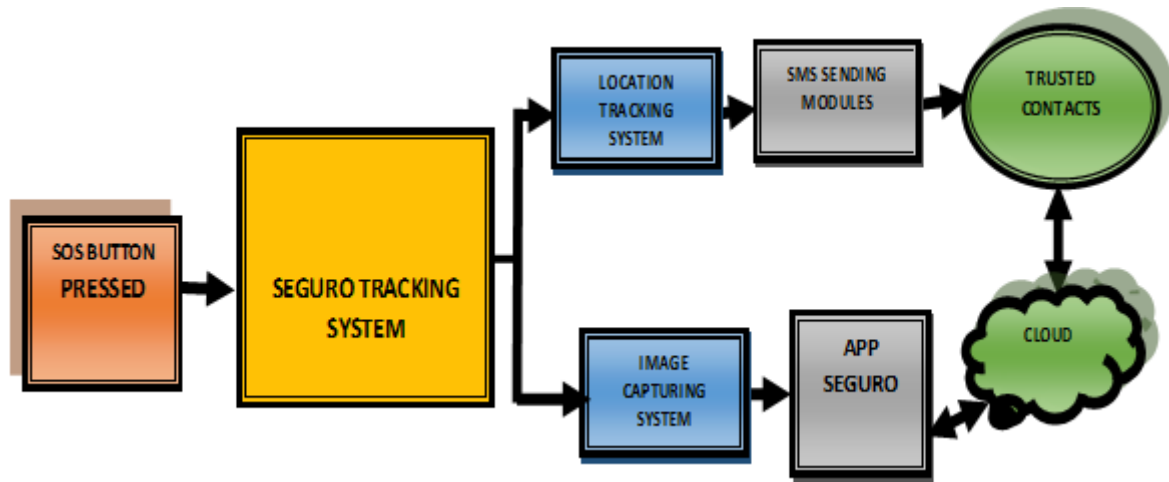 SOS BUTTON
PRESSED
SEGURO TRACKING
SYSTEM
LOCATION
TRACKING
SYSTEM
SMS SENDING
MODULES
TRUSTED
CONTACTS
IMAGE
CAPTURING
SYSTEM
APP
SEGURO
CLOUD